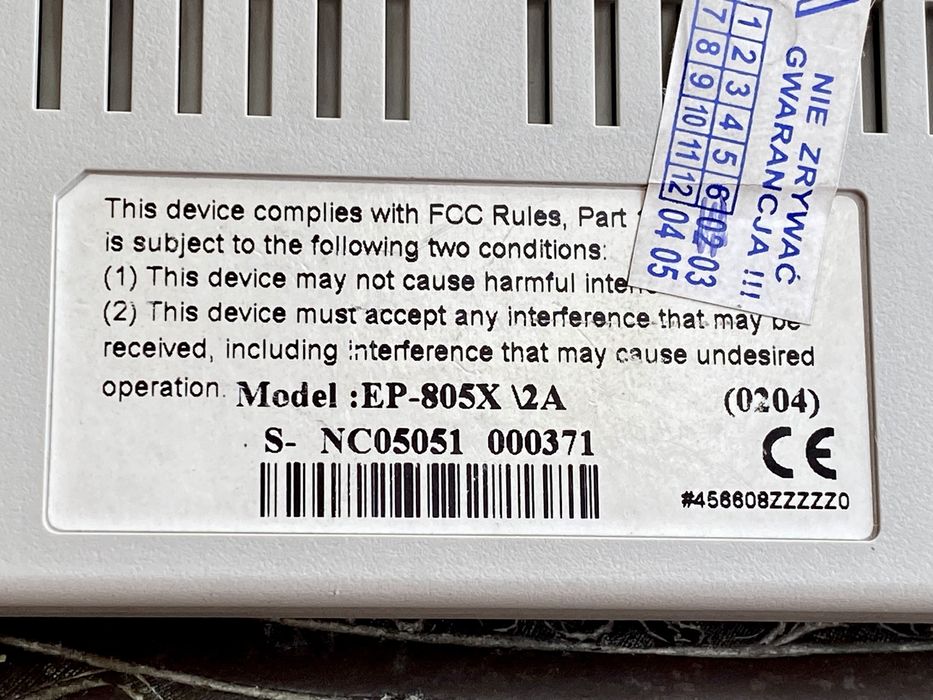 This device complies with FCC Rules, Part
is subject to the following two conditions:
(1) This device may not cause harmful
(2) This device must accept any interference that may be
received, including interference that may cause undesired
operation.
Model :EP-805X \2A (0204)
S- NC05051 000371
CE
#456608ZZZZZ0
NIE ZRYWAĆ
GWARANCJA !!!
1 2 3 4 5 6 02 03
7 8 9 10 11 12 04 05